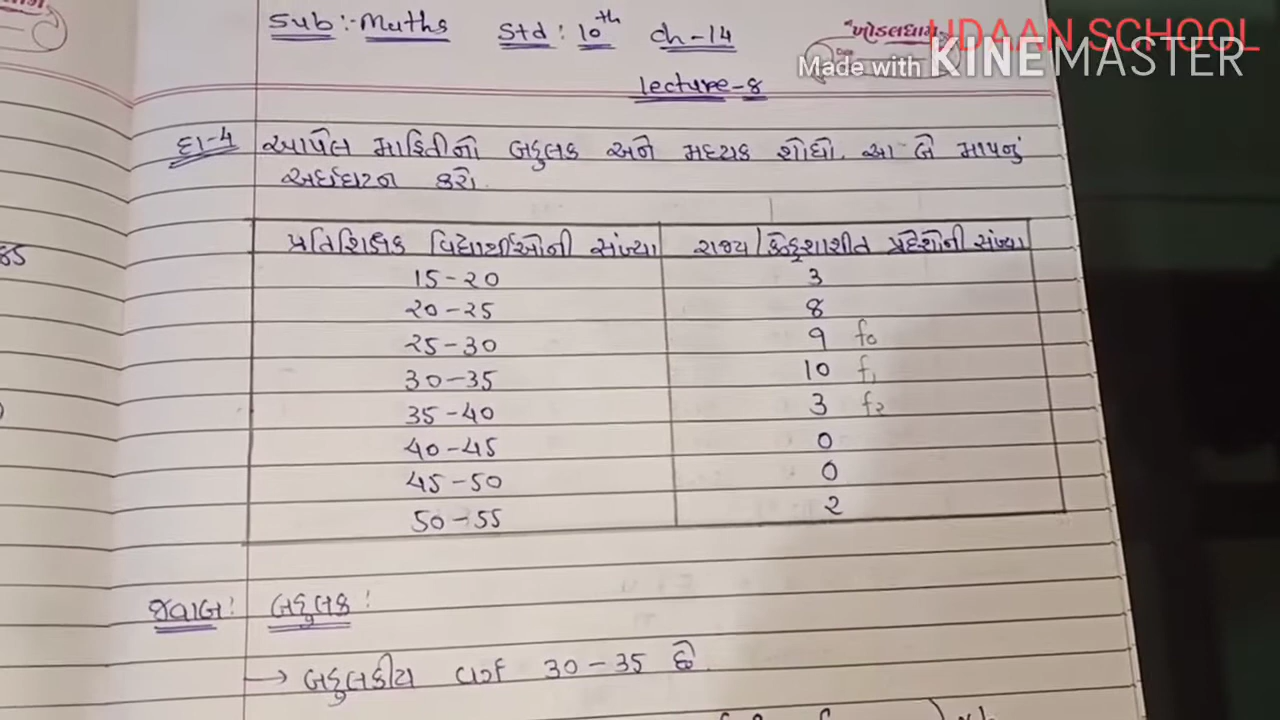 Sub:- Maths Std : 10th ch-14
"ખોડલધામ"
UDAAN SCHOOL
Made with KINEMASTER
Lecture-8
દા-4 આપેલ માહિતીનો બહુલક અને મધ્યક શોધો. આ બે માપનું
અર્થઘટન કરો.
પ્રતિશિક્ષક વિદ્યાર્થીઓની સંખ્યા રાજ્ય/કેન્દ્રશાસીત પ્રદેશોની સંખ્યા
15-20 3
20-25 8
25-30 9 f0
30-35 10 f1
35-40 3 f2
40-45 0
45-50 0
50-55 2
જવાબ: બહુલક:
→ બહુલકીય વર્ગ 30-35 છે.